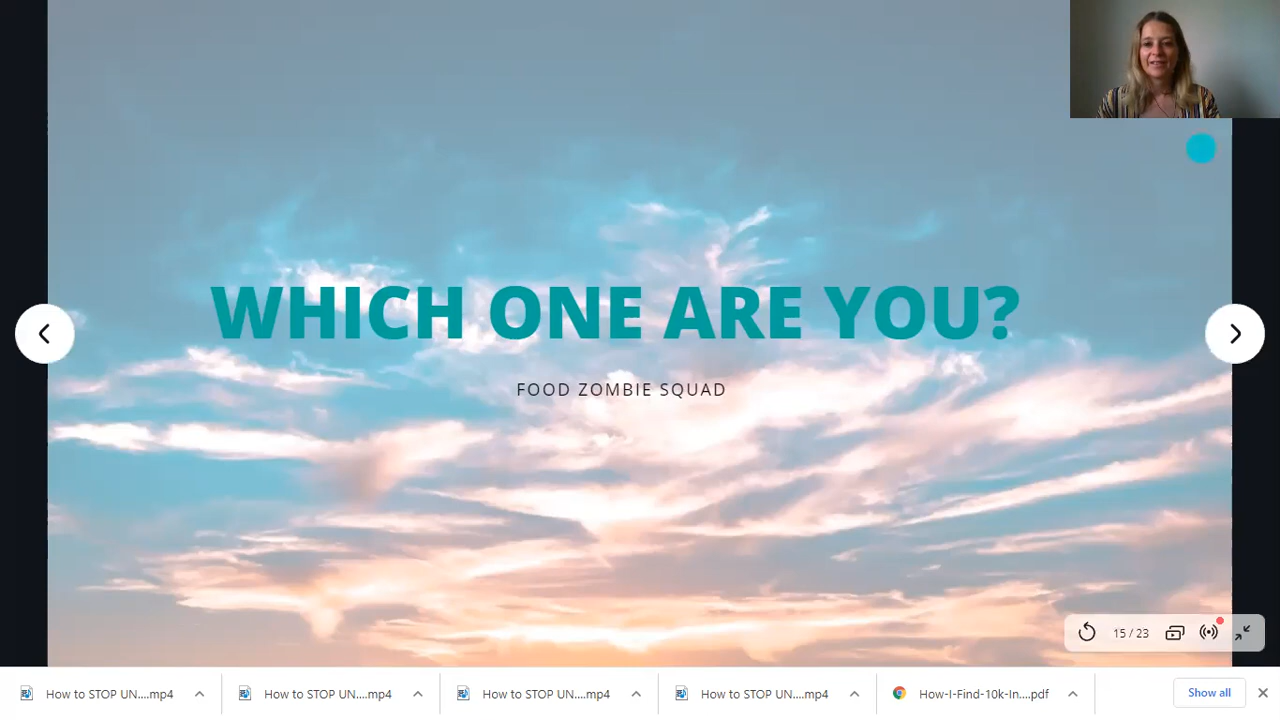 WHICH ONE ARE YOU?
FOOD ZOMBIE SQUAD
15 / 23
How to STOP UN....mp4
How to STOP UN....mp4
How to STOP UN....mp4
How to STOP UN....mp4
How-I-Find-10k-In....pdf
Show all